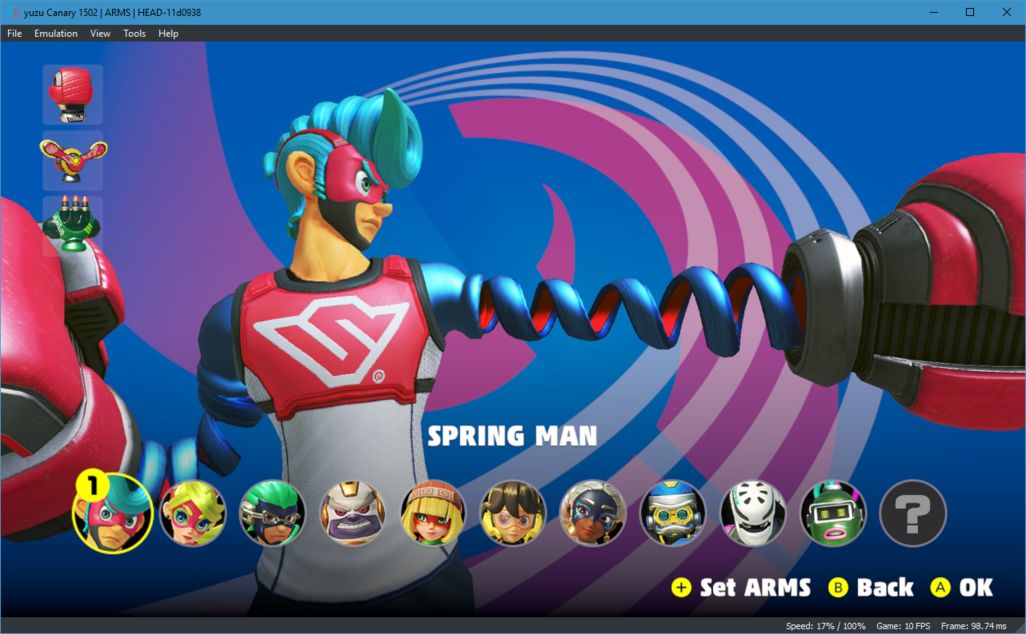 yuzu Canary 1502 | ARMS | HEAD-11d0938
File Emulation View Tools Help
SPRING MAN
1
?
+ Set ARMS B Back A OK
Speed: 17% / 100% Game: 10 FPS Frame: 98.74 ms